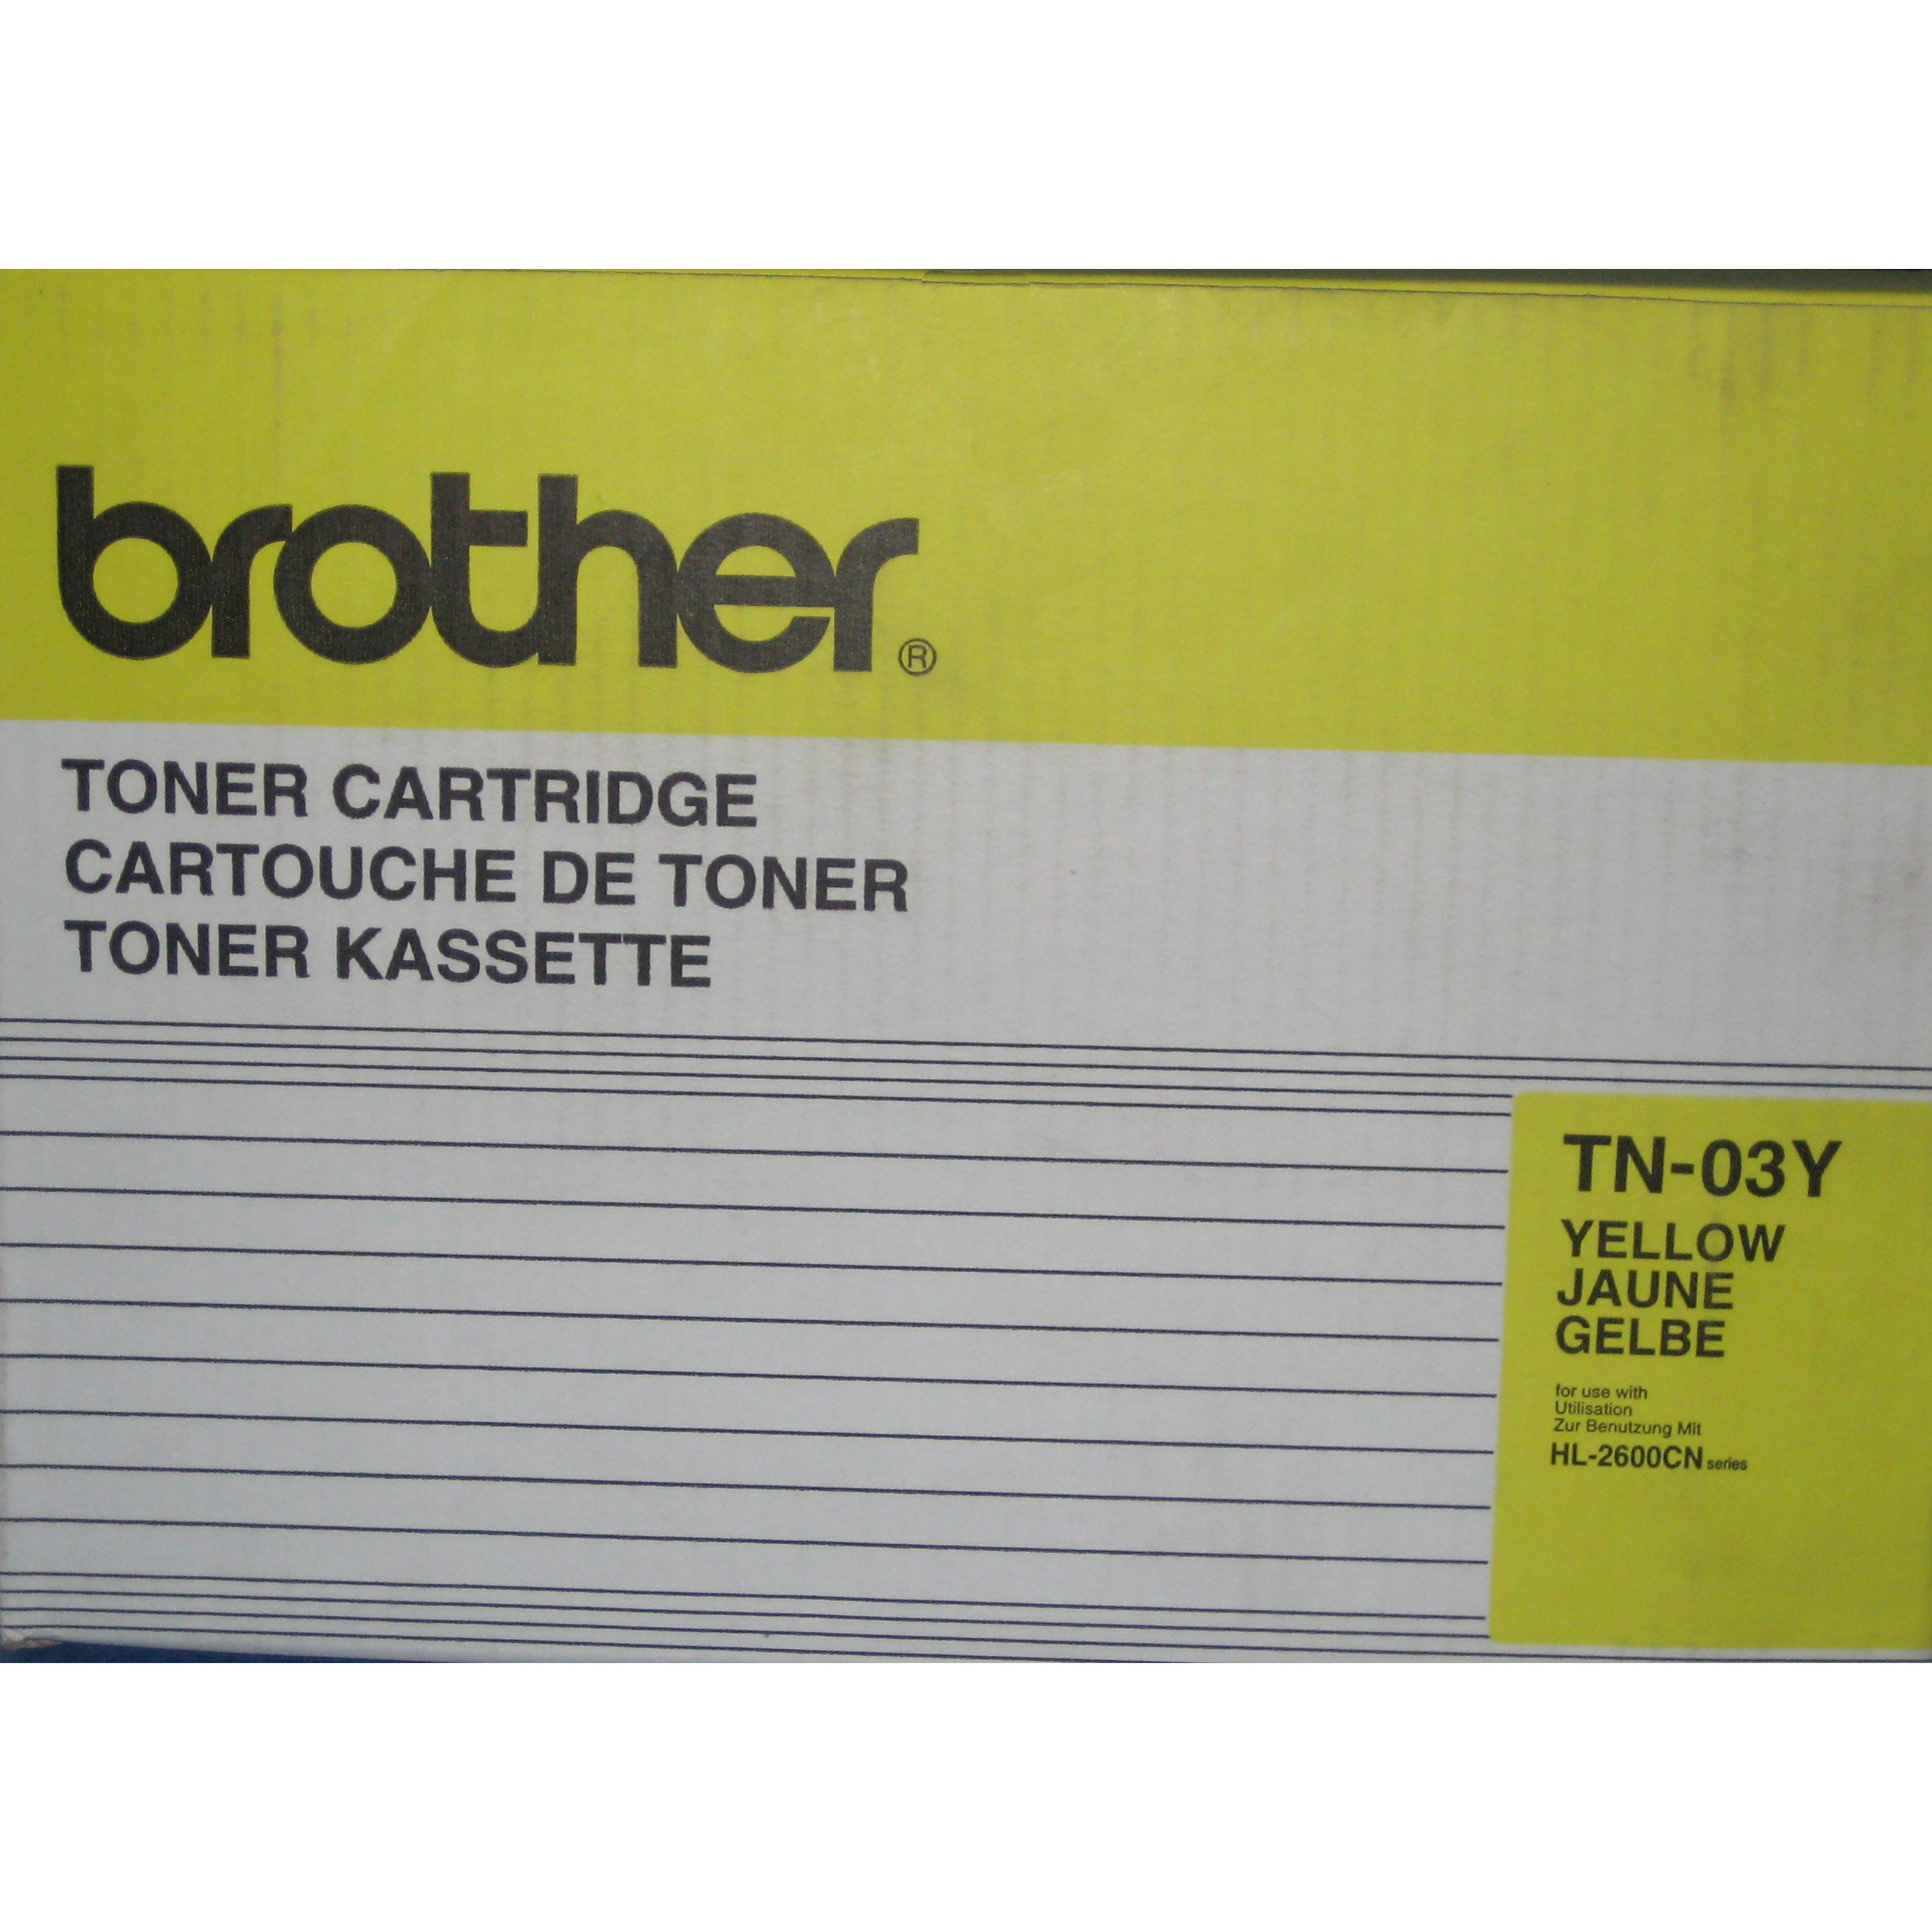 brother®
TONER CARTRIDGE
CARTOUCHE DE TONER
TONER KASSETTE
TN-03Y
YELLOW
JAUNE
GELBE
for use with
Utilisation
Zur Benutzung Mit
HL-2600CN series